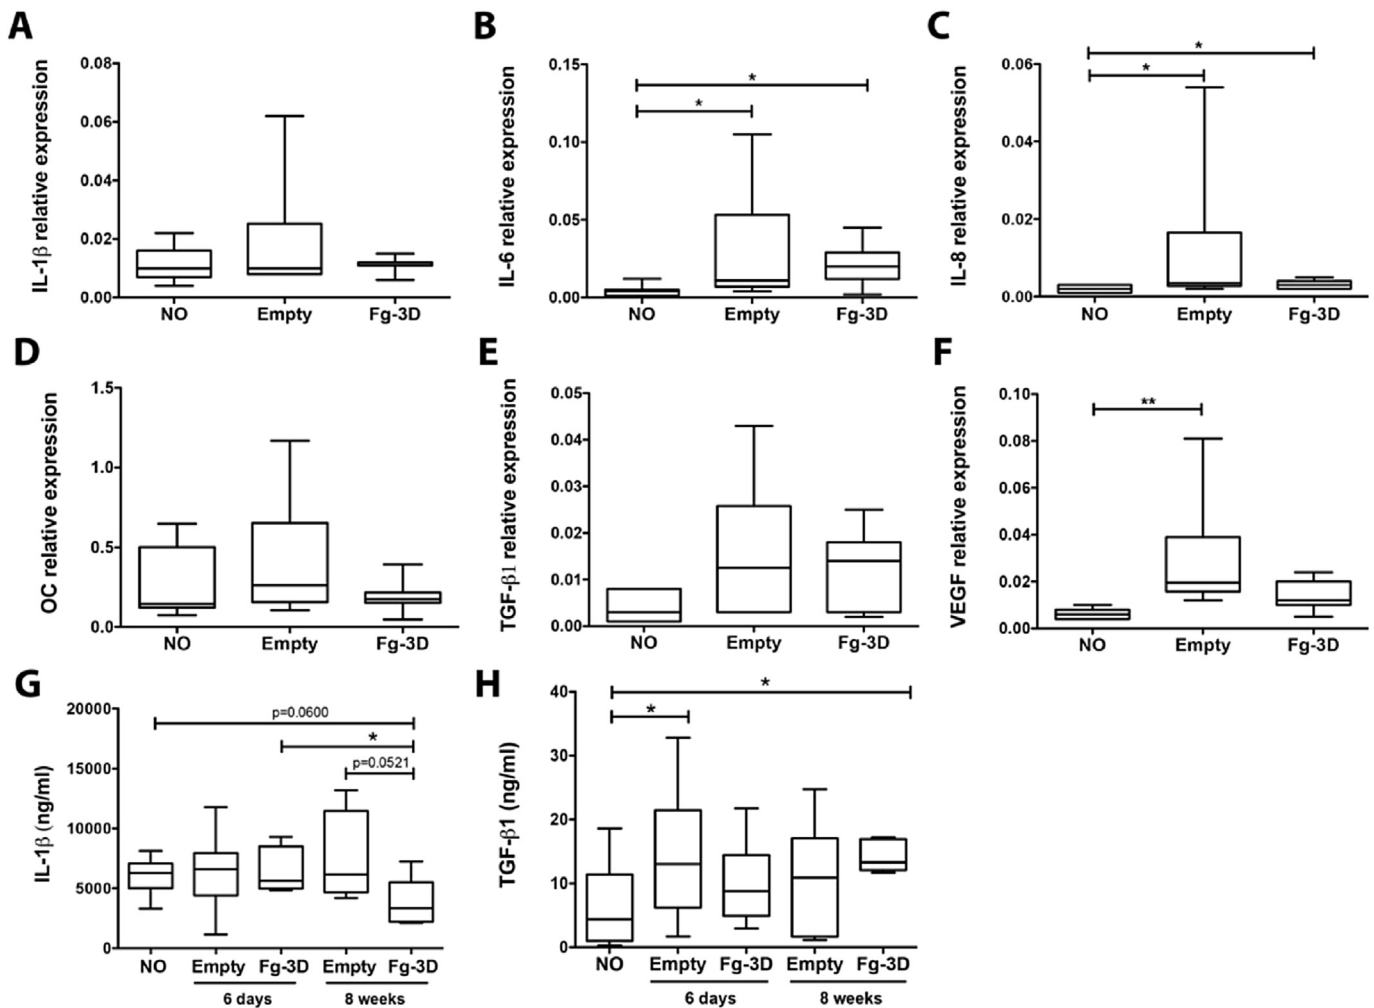 A
IL-1β relative expression
0.08
0.06
0.04
0.02
0.00
NO Empty Fg-3D
B
IL-6 relative expression
0.15
0.10
0.05
0.00
*
*
NO Empty Fg-3D
C
IL-8 relative expression
0.06
0.04
0.02
0.00
*
*
NO Empty Fg-3D
D
OC relative expression
1.5
1.0
0.5
0.0
NO Empty Fg-3D
E
TGF-β1 relative expression
0.05
0.04
0.03
0.02
0.01
0.00
NO Empty Fg-3D
F
VEGF relative expression
0.10
0.08
0.06
0.04
0.02
0.00
**
NO Empty Fg-3D
G
IL-1β (ng/ml)
20000
15000
10000
5000
0
p=0.0600
*
p=0.0521
NO Empty Fg-3D Empty Fg-3D
6 days 8 weeks
H
TGF-β1 (ng/ml)
40
30
20
10
0
*
*
NO Empty Fg-3D Empty Fg-3D
6 days 8 weeks